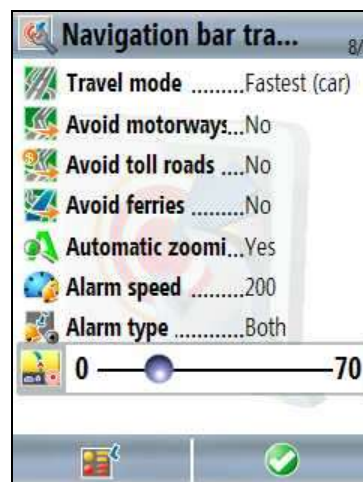 Navigation bar tra... 8/
Travel mode .........Fastest (car)
Avoid motorways...No
Avoid toll roads ....No
Avoid ferries .........No
Automatic zoomi...Yes
Alarm speed .........200
Alarm type ...........Both
0 70